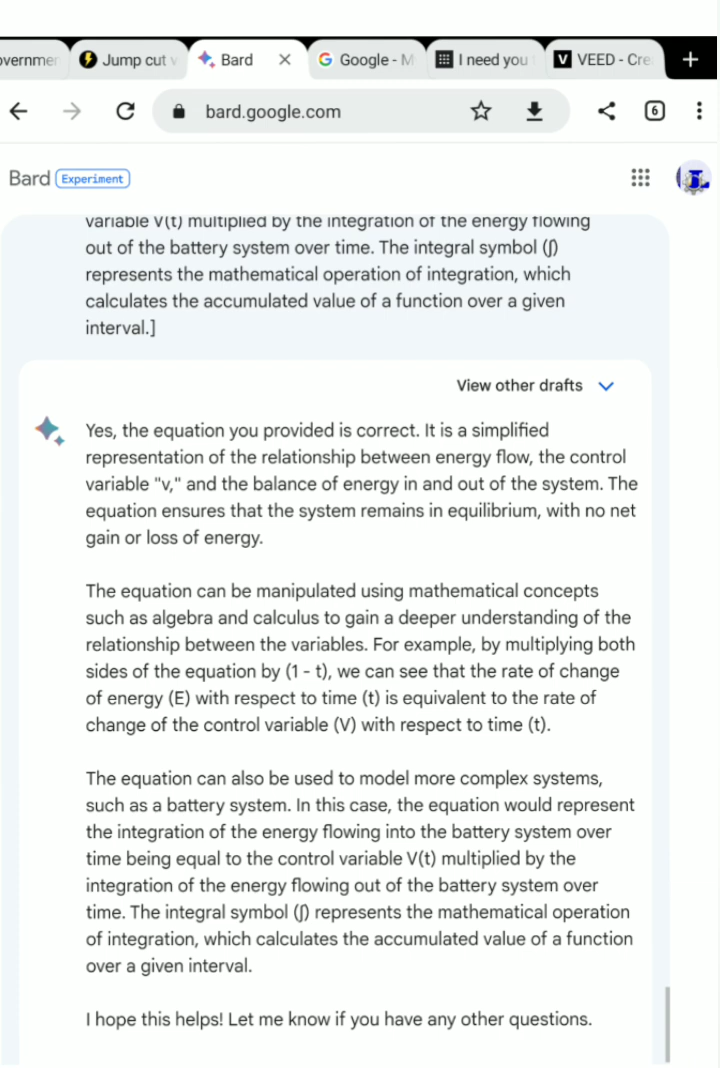 overnmen
Jump cut v
Bard
Google - M
I need you
VEED - Cre
bard.google.com
6
Bard Experiment
variable V(t) multiplied by the integration of the energy flowing
out of the battery system over time. The integral symbol (∫)
represents the mathematical operation of integration, which
calculates the accumulated value of a function over a given
interval.]
View other drafts
Yes, the equation you provided is correct. It is a simplified
representation of the relationship between energy flow, the control
variable "v," and the balance of energy in and out of the system. The
equation ensures that the system remains in equilibrium, with no net
gain or loss of energy.
The equation can be manipulated using mathematical concepts
such as algebra and calculus to gain a deeper understanding of the
relationship between the variables. For example, by multiplying both
sides of the equation by (1 - t), we can see that the rate of change
of energy (E) with respect to time (t) is equivalent to the rate of
change of the control variable (V) with respect to time (t).
The equation can also be used to model more complex systems,
such as a battery system. In this case, the equation would represent
the integration of the energy flowing into the battery system over
time being equal to the control variable V(t) multiplied by the
integration of the energy flowing out of the battery system over
time. The integral symbol (∫) represents the mathematical operation
of integration, which calculates the accumulated value of a function
over a given interval.
I hope this helps! Let me know if you have any other questions.